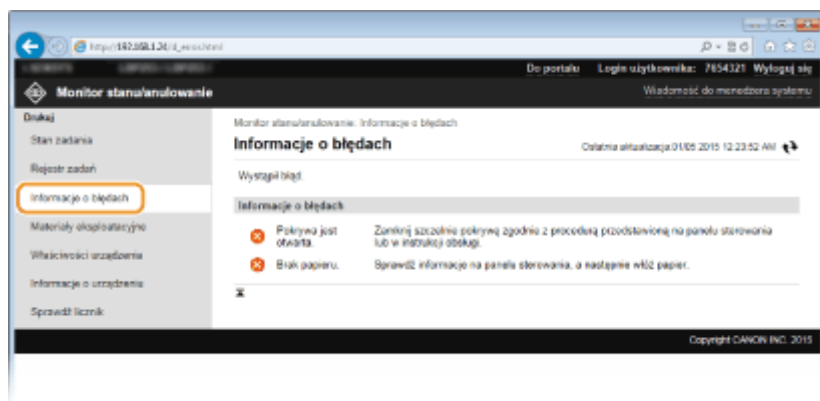 http://192.168.1.24/d_error.html
Do portalu Login użytkownika: 7654321 Wyloguj się
Monitor stanu/anulowanie
Wiadomość do menedżera systemu
Drukuj
Stan zadania
Rejestr zadań
Informacje o błędach
Materiały eksploatacyjne
Właściwości urządzenia
Informacje o urządzeniu
Sprawdź licznik
Monitor stanu/anulowanie: Informacje o błędach
Informacje o błędach
Ostatnia aktualizacja:01/05 2015 12:23:52 AM
Wystąpił błąd.
Informacje o błędach
Pokrywa jest otwarta.
Zamknij szczelnie pokrywę zgodnie z procedurą przedstawioną na panelu sterowania
lub w instrukcji obsługi.
Brak papieru.
Sprawdź informacje na panelu sterowania, a następnie włóż papier.
Copyright CANON INC. 2015